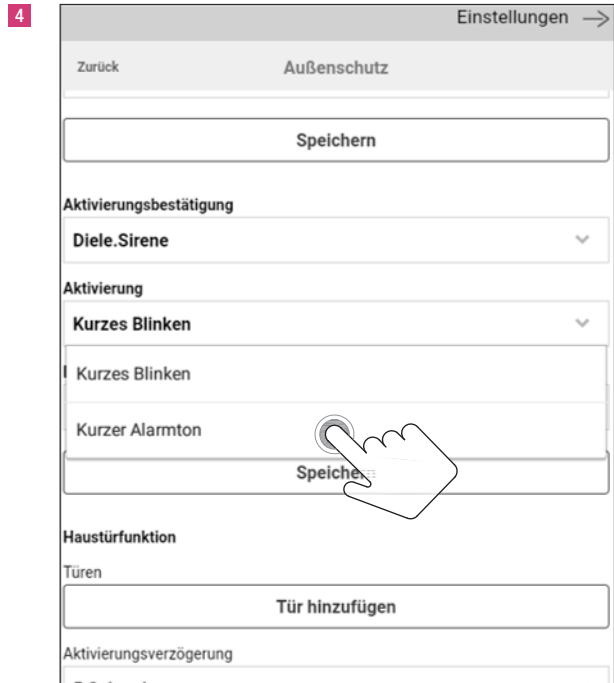 4
Einstellungen
Zurück Außenschutz
Speichern
Aktivierungsbestätigung
Diele.Sirene
Aktivierung
Kurzes Blinken
Kurzes Blinken
Kurzer Alarmton
Speichern
Haustürfunktion
Türen
Tür hinzufügen
Aktivierungsverzögerung